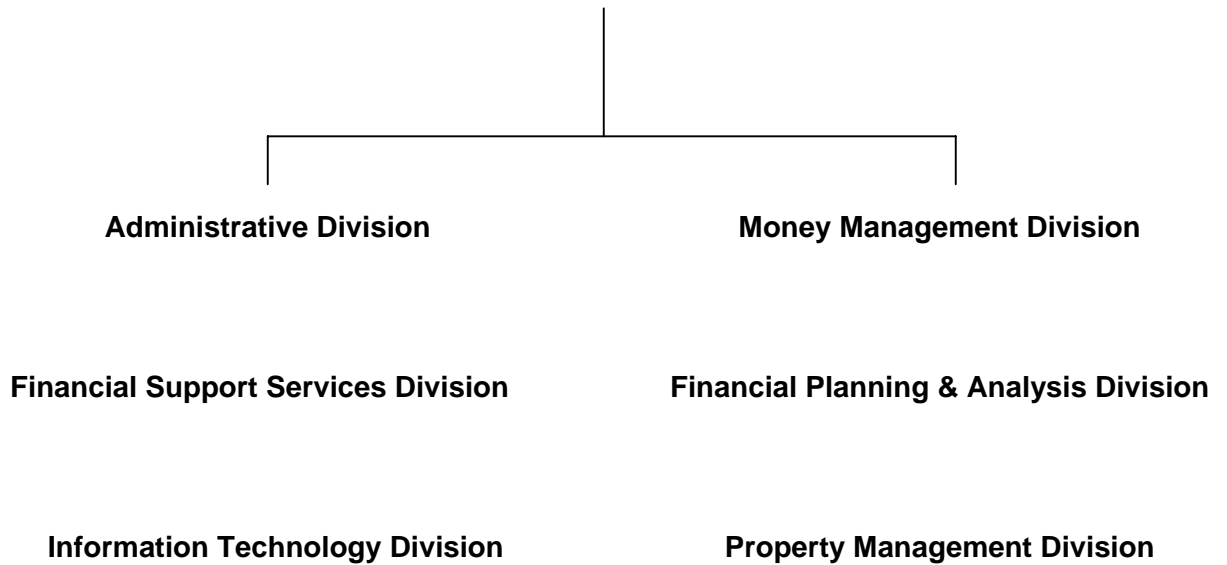 Administrative Division
Money Management Division
Financial Support Services Division
Financial Planning & Analysis Division
Information Technology Division
Property Management Division